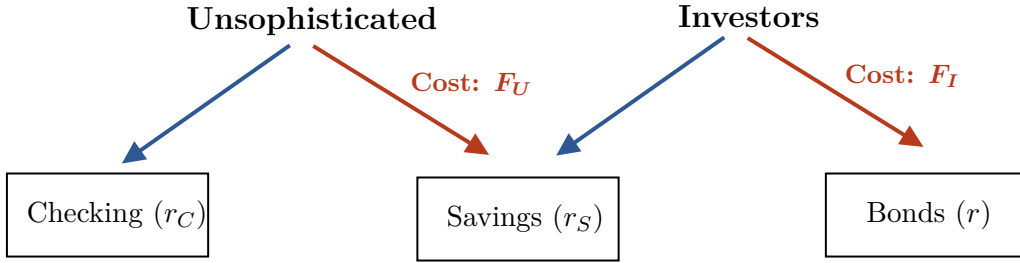 Unsophisticated
Investors
Cost: F_U
Cost: F_I
Checking (r_C)
Savings (r_S)
Bonds (r)